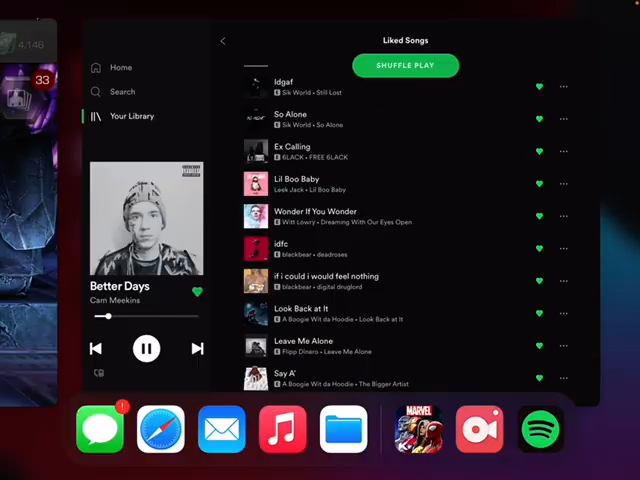 4,146
33
Liked Songs
SHUFFLE PLAY
Home
Search
Your Library
Idgaf
E Sik World • Still Lost
So Alone
E Sik World • So Alone
Ex Calling
E 6LACK • FREE 6LACK
Lil Boo Baby
Leek Jack • Lil Boo Baby
Wonder If You Wonder
E Witt Lowry • Dreaming With Our Eyes Open
idfc
E blackbear • deadroses
if i could i would feel nothing
E blackbear • digital druglord
Look Back at It
E A Boogie Wit da Hoodie • Look Back at It
Leave Me Alone
E Flipp Dinero • Leave Me Alone
Say A'
E A Boogie Wit da Hoodie • The Bigger Artist
Better Days
Cam Meekins
!
MARVEL